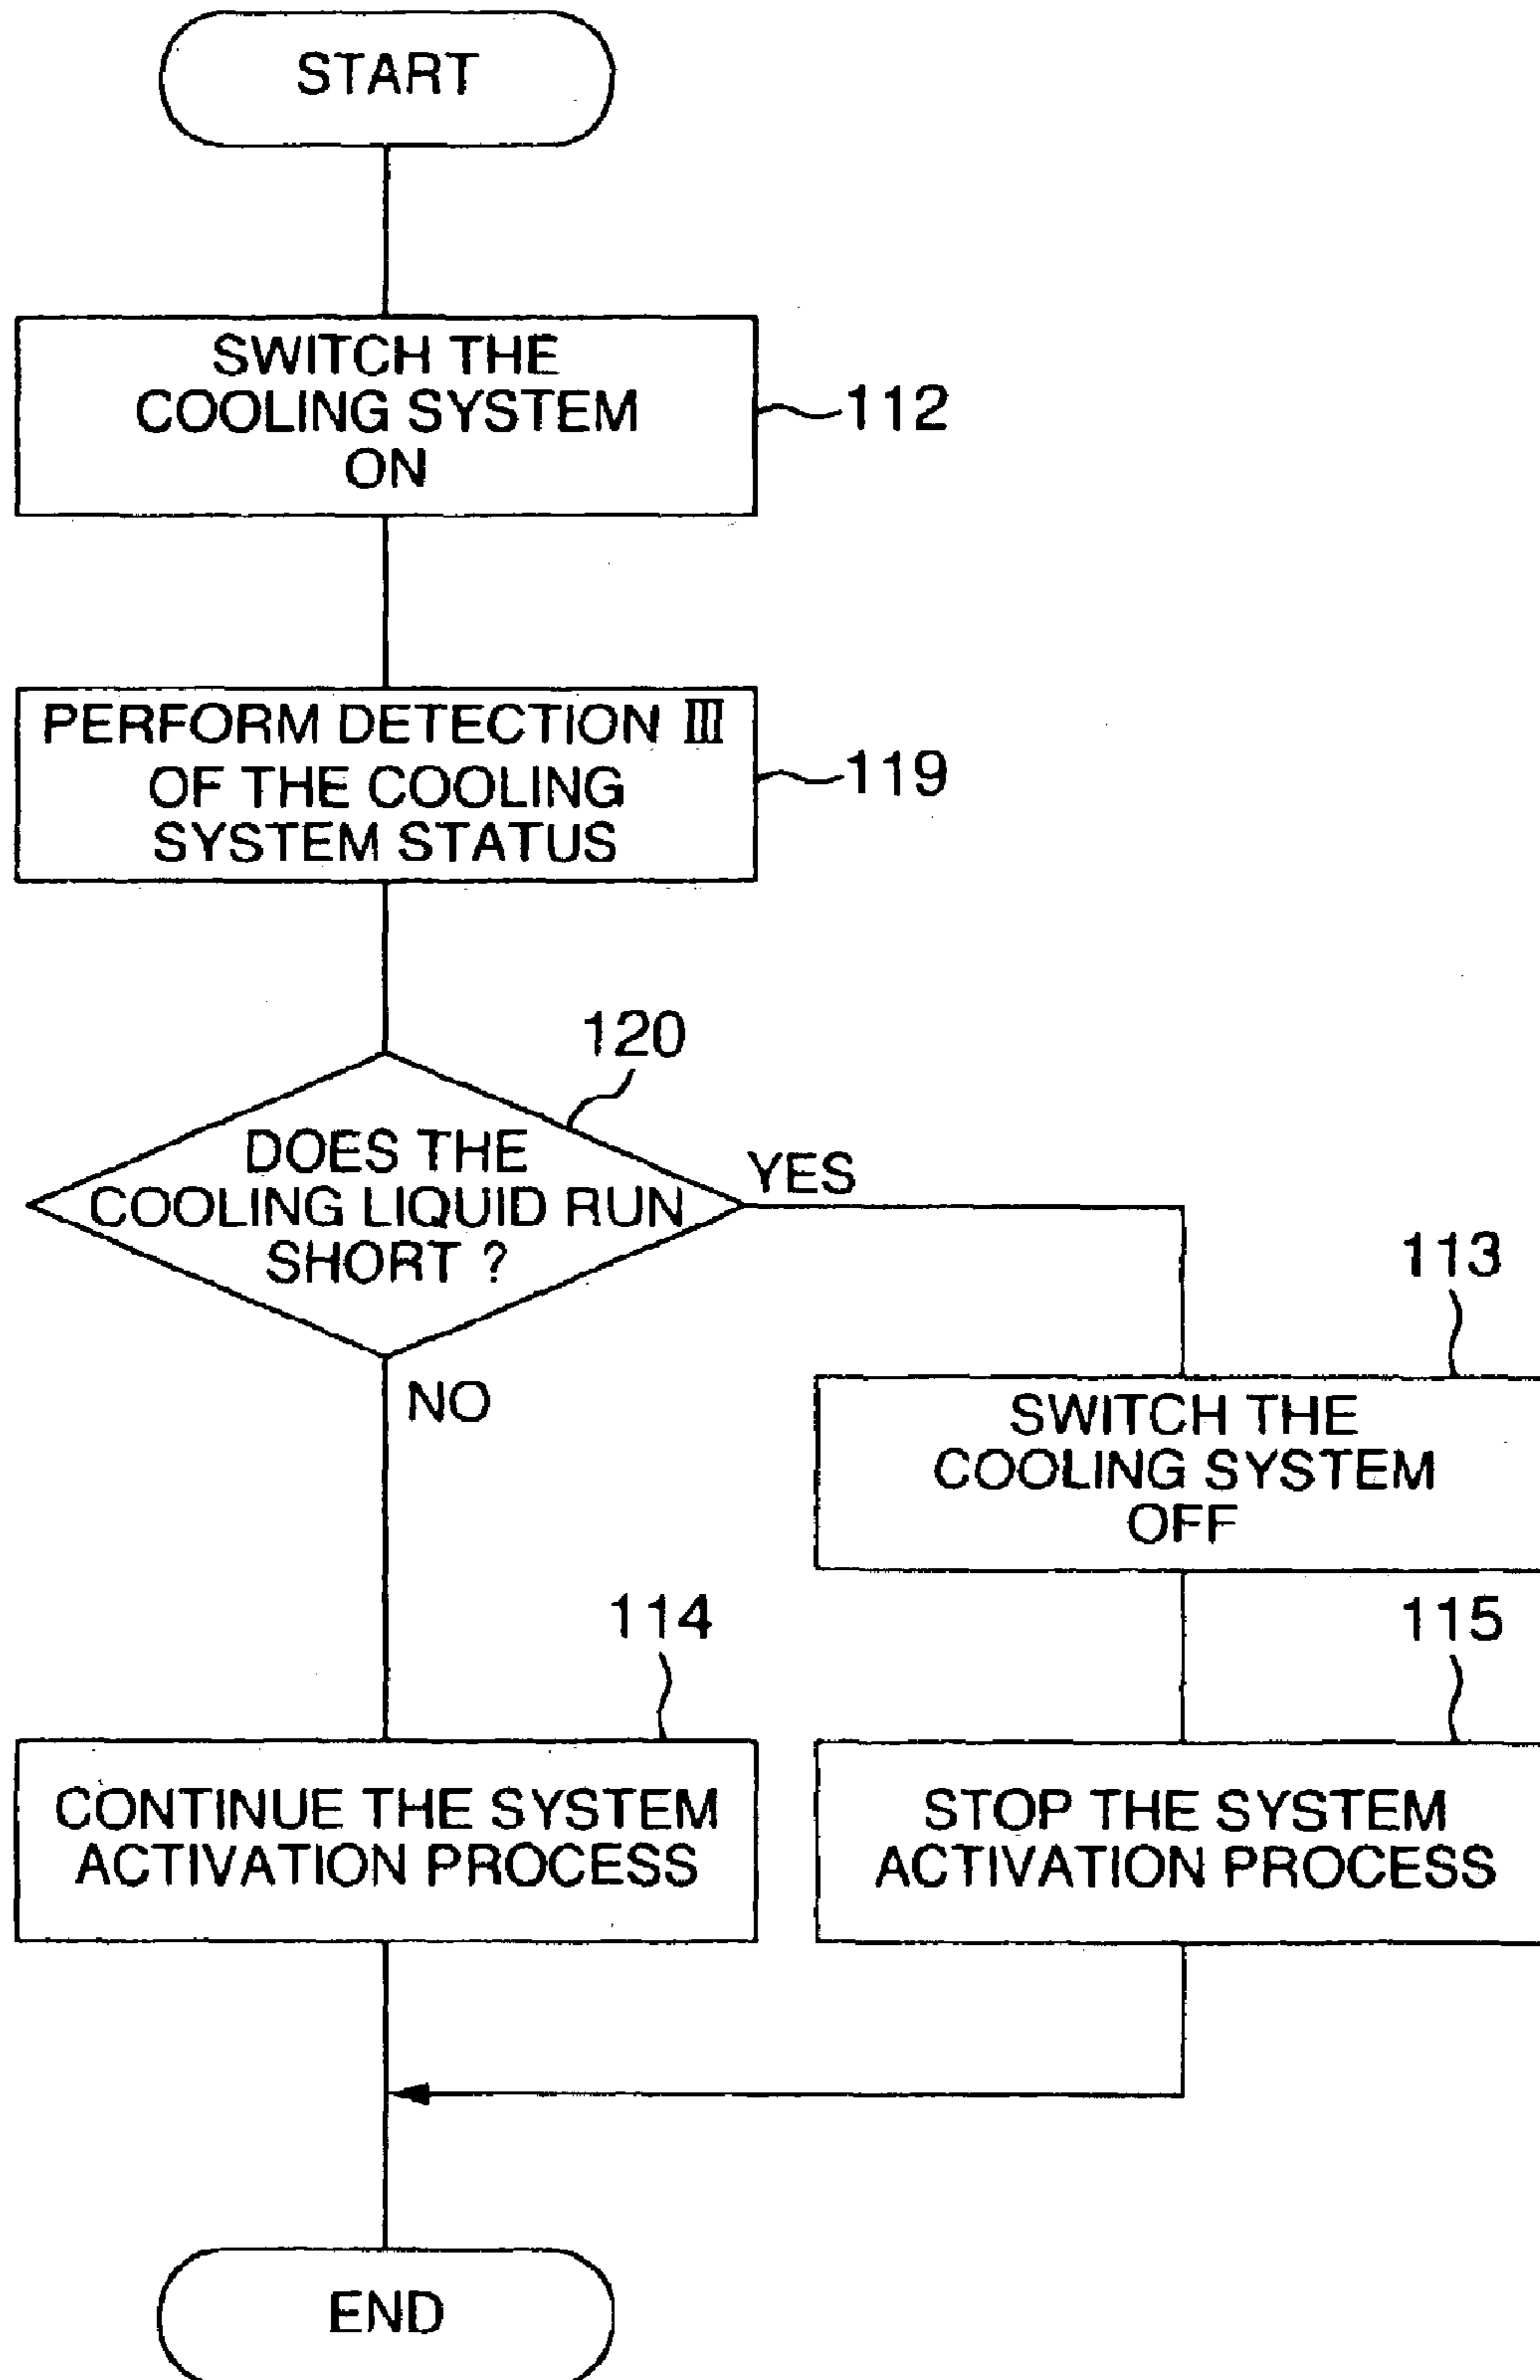 START
SWITCH THE
COOLING SYSTEM
ON
112
PERFORM DETECTION III
OF THE COOLING
SYSTEM STATUS
119
120
DOES THE
COOLING LIQUID RUN
SHORT ?
YES
NO
113
SWITCH THE
COOLING SYSTEM
OFF
114
CONTINUE THE SYSTEM
ACTIVATION PROCESS
115
STOP THE SYSTEM
ACTIVATION PROCESS
END